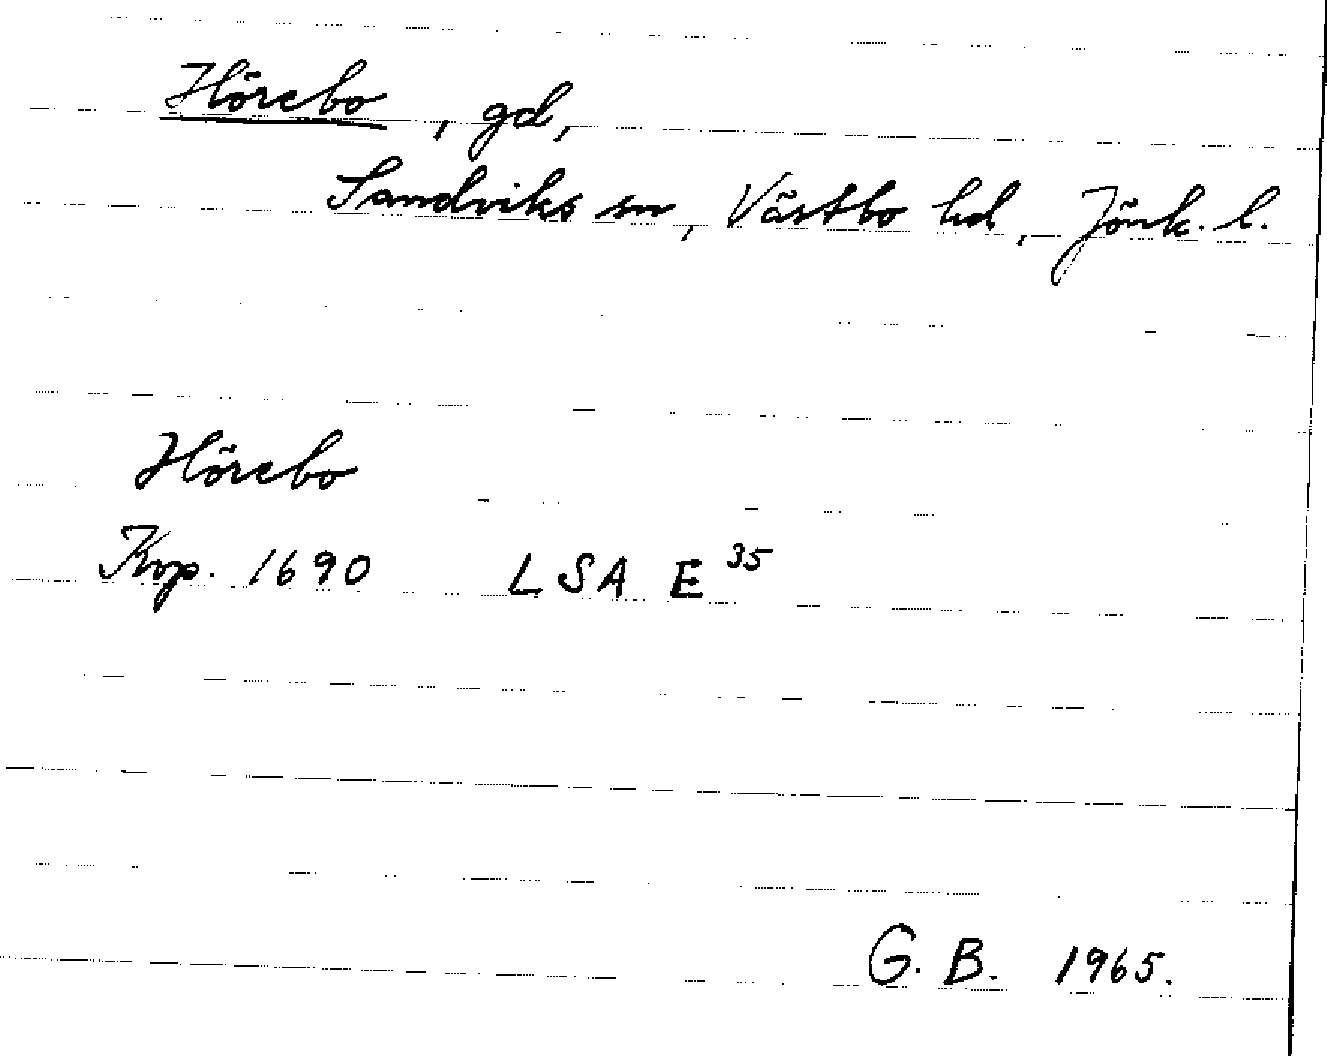 Hörebo, gd,
Sandviks sn, Västbo hd, Jönk. l.
Hörebo
Kop. 1690 LSA E 35
G. B. 1965.